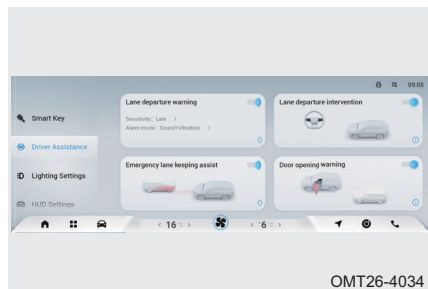 09:05
Smart Key
Driver Assistance
Lighting Settings
HUD Settings
Lane departure warning
Sensitivity: Late >
Alarm mode: Sound+Vibration >
Lane departure intervention
Emergency lane keeping assist
Door opening warning
< 16°C >
< 6°C >
OMT26-4034